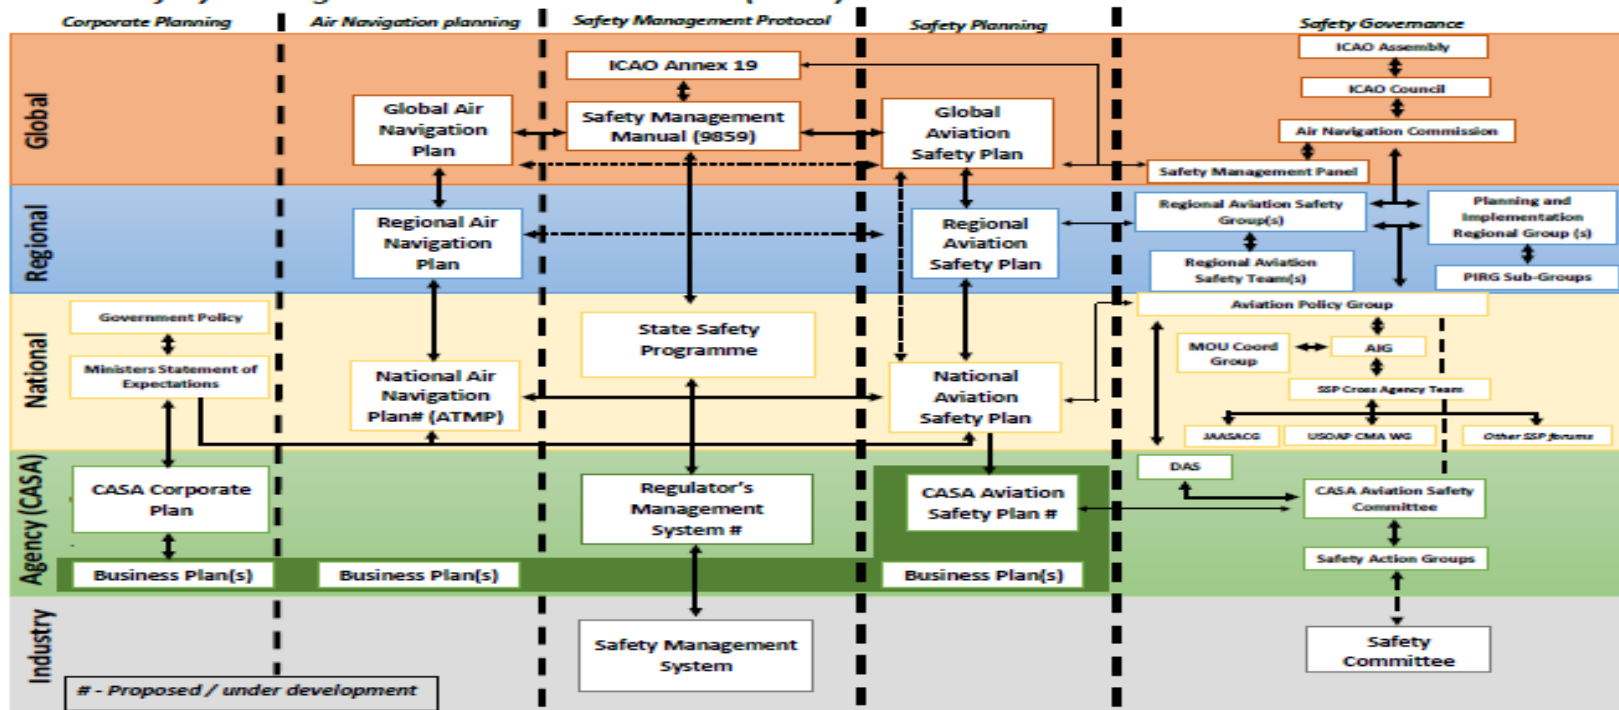 Corporate Planning
Air Navigation planning
Safety Management Protocol
Safety Planning
Safety Governance
Global
ICAO Annex 19
Global Air
Navigation
Plan
Safety Management
Manual (9859)
Global
Aviation
Safety Plan
ICAO Assembly
ICAO Council
Air Navigation Commission
Safety Management Panel
Regional
Regional Air
Navigation
Plan
Regional
Aviation
Safety Plan
Regional Aviation Safety
Group(s)
Planning and
Implementation
Regional Group (s)
Regional Aviation
Safety Team(s)
PIRG Sub-Groups
National
Government Policy
Ministers Statement of
Expectations
National Air
Navigation
Plan# (ATMP)
State Safety
Programme
National
Aviation
Safety Plan
Aviation Policy Group
MOU Coord
Group
AIG
SSP Cross Agency Team
JAASACG
USOAP CMA WG
Other SSP forums
Agency (CASA)
CASA Corporate
Plan
Business Plan(s)
Business Plan(s)
Regulator's
Management
System #
CASA Aviation
Safety Plan #
Business Plan(s)
DAS
CASA Aviation Safety
Committee
Safety Action Groups
Industry
Safety Management
System
Safety
Committee
# - Proposed / under development